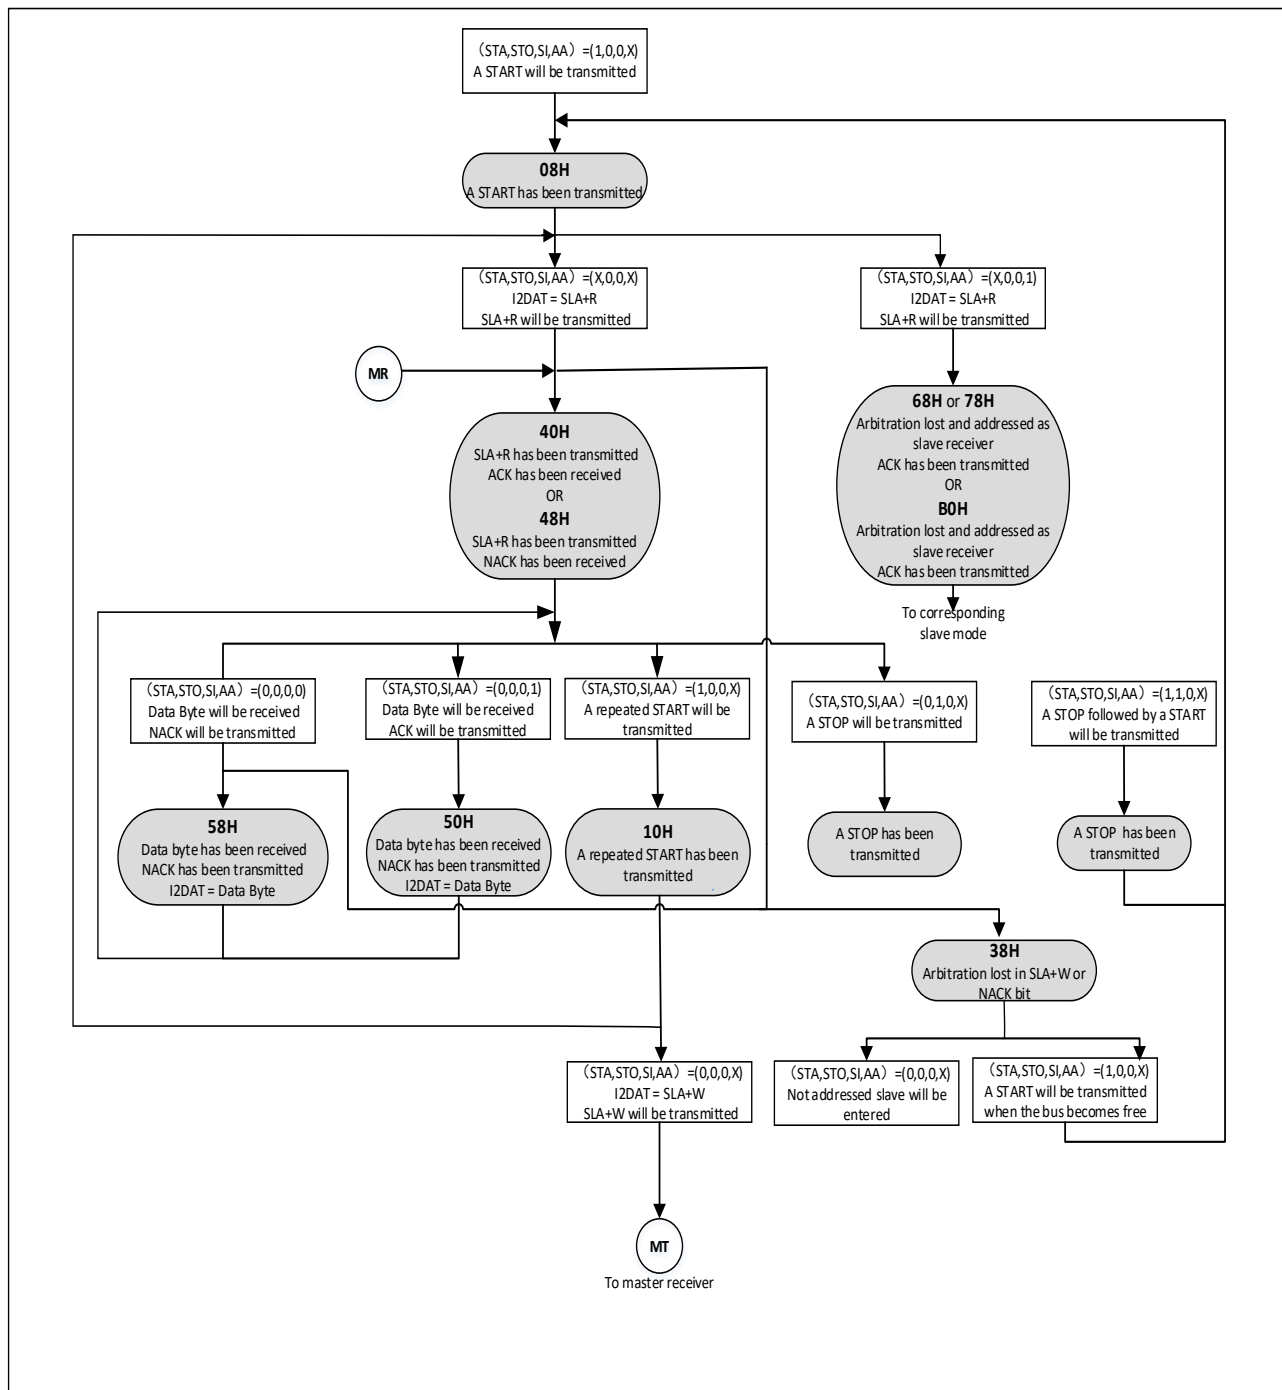 （STA,STO,SI,AA）=(1,0,0,X)
A START will be transmitted
08H
A START has been transmitted
（STA,STO,SI,AA）=(X,0,0,X)
I2DAT = SLA+R
SLA+R will be transmitted
（STA,STO,SI,AA）=(X,0,0,1)
I2DAT = SLA+R
SLA+R will be transmitted
MR
40H
SLA+R has been transmitted
ACK has been received
OR
48H
SLA+R has been transmitted
NACK has been received
68H or 78H
Arbitration lost and addressed as
slave receiver
ACK has been transmitted
OR
B0H
Arbitration lost and addressed as
slave receiver
ACK has been transmitted
To corresponding
slave mode
（STA,STO,SI,AA）=(0,0,0,0)
Data Byte will be received
NACK will be transmitted
（STA,STO,SI,AA）=(0,0,0,1)
Data Byte will be received
ACK will be transmitted
（STA,STO,SI,AA）=(1,0,0,X)
A repeated START will be
transmitted
（STA,STO,SI,AA）=(0,1,0,X)
A STOP will be transmitted
（STA,STO,SI,AA）=(1,1,0,X)
A STOP followed by a START
will be transmitted
58H
Data byte has been received
NACK has been transmitted
I2DAT = Data Byte
50H
Data byte has been received
NACK has been transmitted
I2DAT = Data Byte
10H
A repeated START has been
transmitted
A STOP has been
transmitted
A STOP has been
transmitted
38H
Arbitration lost in SLA+W or
NACK bit
（STA,STO,SI,AA）=(0,0,0,X)
I2DAT = SLA+W
SLA+W will be transmitted
（STA,STO,SI,AA）=(0,0,0,X)
Not addressed slave will be
entered
（STA,STO,SI,AA）=(1,0,0,X)
A START will be transmitted
when the bus becomes free
MT
To master receiver